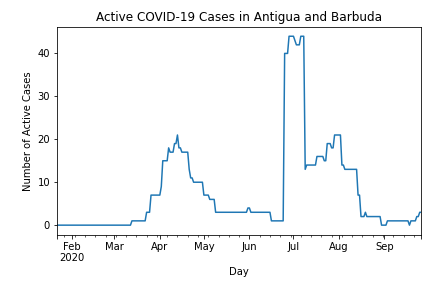 Active COVID-19 Cases in Antigua and Barbuda
Number of Active Cases
40
30
20
10
0
Feb Mar Apr May Jun Jul Aug Sep
2020
Day